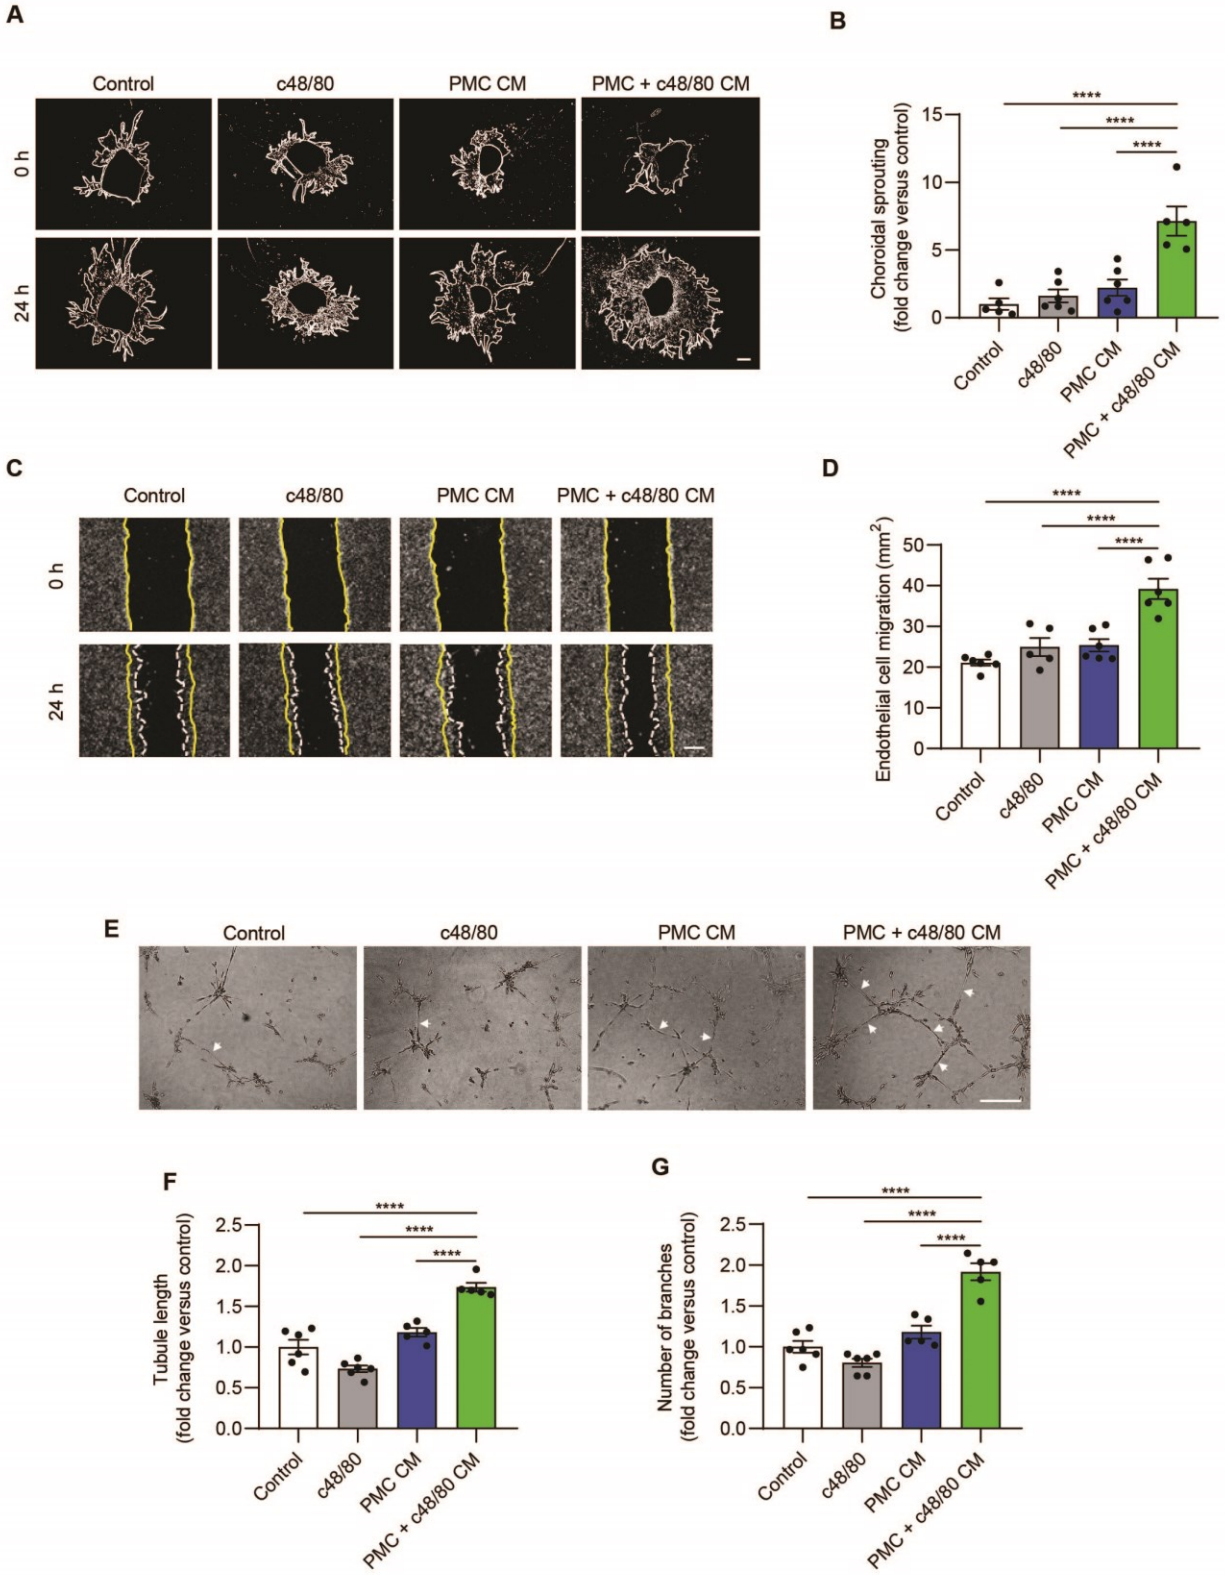 A
Control
c48/80
PMC CM
PMC + c48/80 CM
0 h
24 h
B
Choroidal sprouting
(fold change versus control)
****
****
****
15
10
5
0
Control
c48/80
PMC CM
PMC + c48/80 CM
C
Control
c48/80
PMC CM
PMC + c48/80 CM
0 h
24 h
D
Endothelial cell migration (mm²)
****
****
****
50
40
30
20
10
0
Control
c48/80
PMC CM
PMC + c48/80 CM
E
Control
c48/80
PMC CM
PMC + c48/80 CM
F
Tubule length
(fold change versus control)
****
****
****
2.5
2.0
1.5
1.0
0.5
0.0
Control
c48/80
PMC CM
PMC + c48/80 CM
G
Number of branches
(fold change versus control)
****
****
****
2.5
2.0
1.5
1.0
0.5
0.0
Control
c48/80
PMC CM
PMC + c48/80 CM